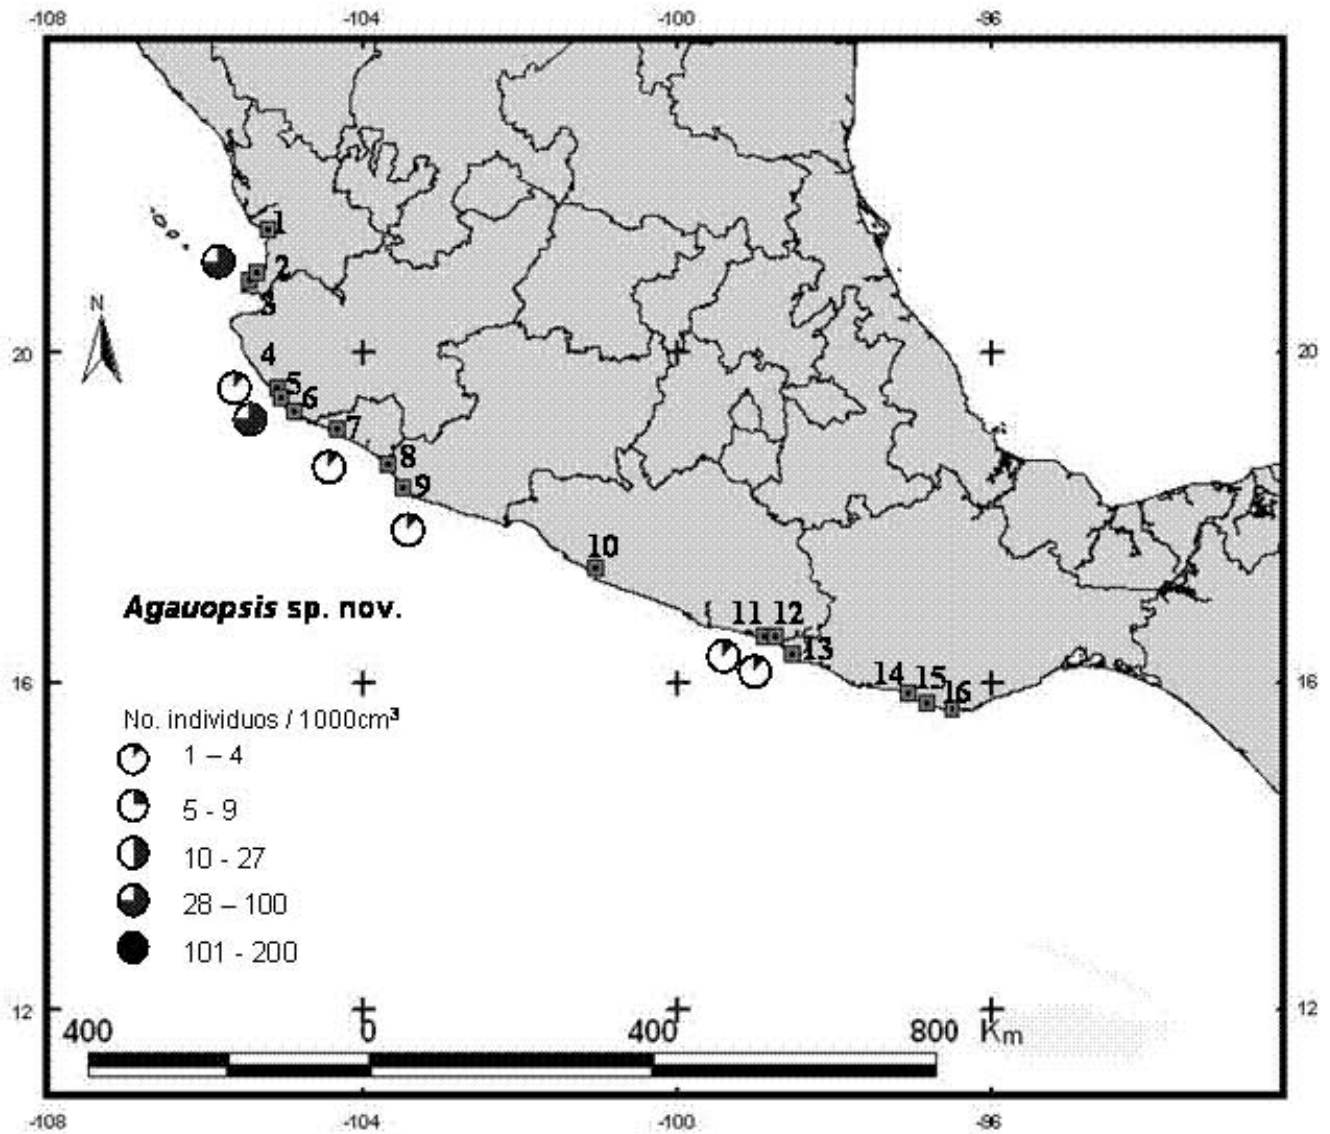 -108 -104 -100 -96
N
1
2
3
20 20
4
5
6
7
8
9
10
Agauopsis sp. nov.
11 12
13
14 15 16
16 16
No. individuos / 1000cm³
1 – 4
5 - 9
10 - 27
28 – 100
101 - 200
12 12
400 0 400 800 Km
-108 -104 -100 -96